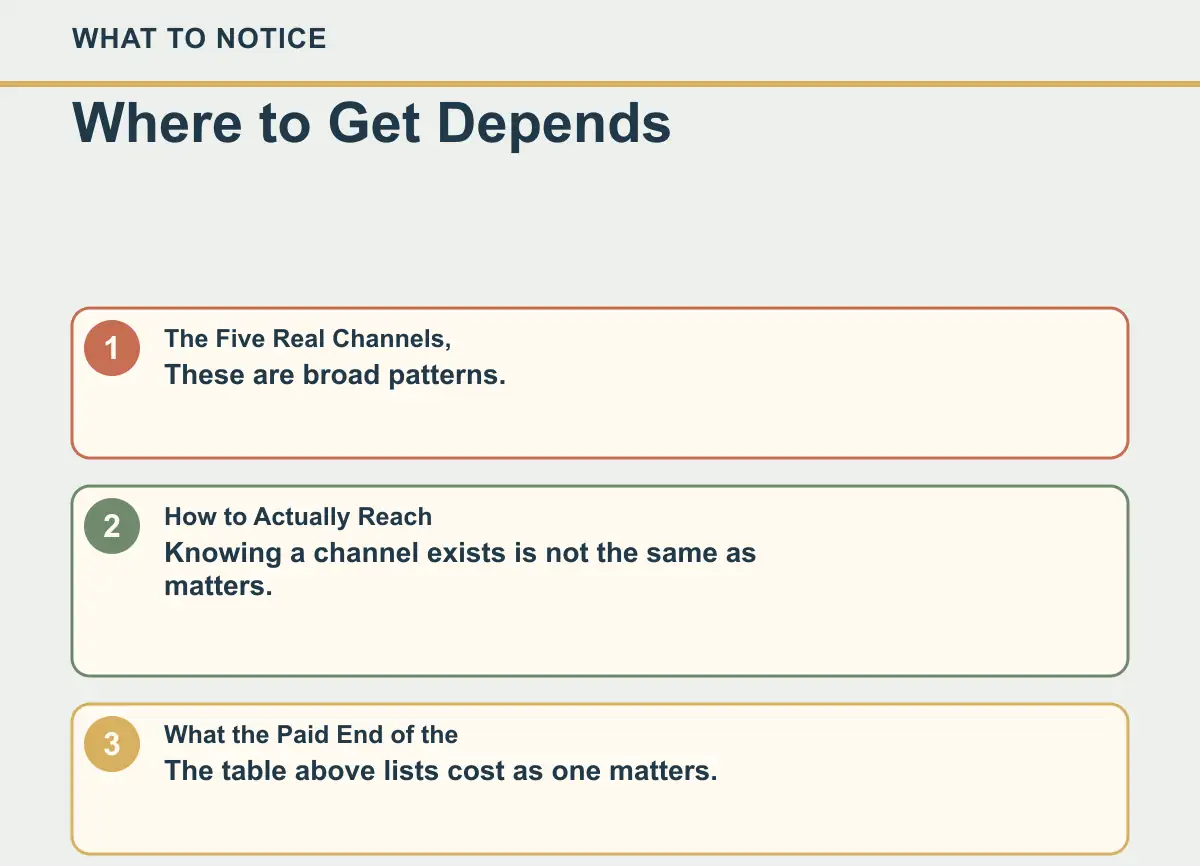 WHAT TO NOTICE
Where to Get Depends
1
The Five Real Channels,
These are broad patterns.
2
How to Actually Reach
Knowing a channel exists is not the same as
matters.
3
What the Paid End of the
The table above lists cost as one matters.